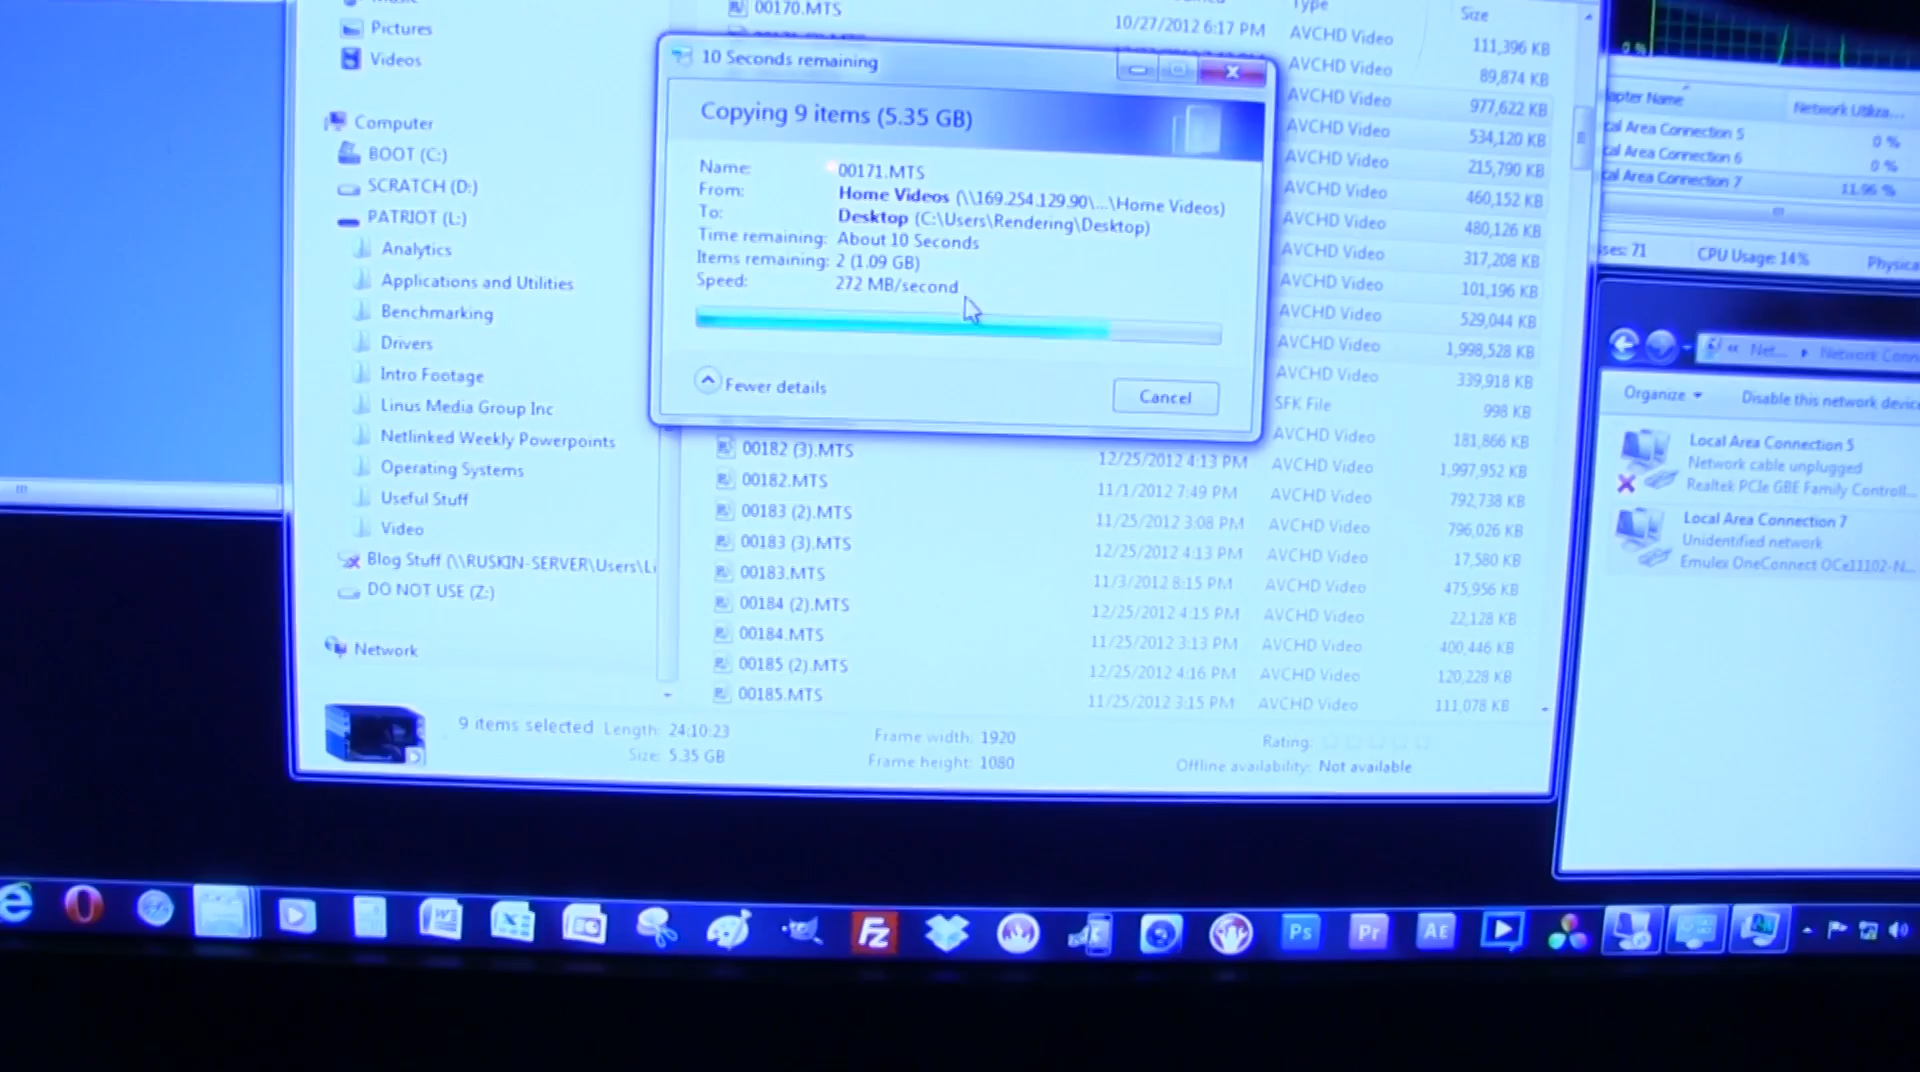 00170.MTS
10/27/2012 6:17 PM
Type
Size
Pictures
Videos
Computer
BOOT (C:)
SCRATCH (D:)
PATRIOT (L:)
Analytics
Applications and Utilities
Benchmarking
Drivers
Intro Footage
Linus Media Group Inc
Netlinked Weekly Powerpoints
Operating Systems
Useful Stuff
Video
Blog Stuff (\\RUSKIN-SERVER\Users\Li
DO NOT USE (Z:)
Network
10 Seconds remaining
Copying 9 items (5.35 GB)
Name: 00171.MTS
From: Home Videos (\\169.254.129.90\...\Home Videos)
To: Desktop (C:\Users\Rendering\Desktop)
Time remaining: About 10 Seconds
Items remaining: 2 (1.09 GB)
Speed: 272 MB/second
Fewer details
Cancel
AVCHD Video 111,396 KB
AVCHD Video 89,874 KB
AVCHD Video 977,622 KB
AVCHD Video 534,120 KB
AVCHD Video 215,790 KB
AVCHD Video 460,152 KB
AVCHD Video 480,126 KB
AVCHD Video 317,208 KB
AVCHD Video 101,196 KB
AVCHD Video 529,044 KB
AVCHD Video 1,998,528 KB
AVCHD Video 339,918 KB
SFK File 998 KB
AVCHD Video 181,866 KB
00182 (3).MTS 12/25/2012 4:13 PM AVCHD Video 1,997,952 KB
00182.MTS 11/1/2012 7:49 PM AVCHD Video 792,738 KB
00183 (2).MTS 11/25/2012 3:08 PM AVCHD Video 796,026 KB
00183 (3).MTS 12/25/2012 4:13 PM AVCHD Video 17,580 KB
00183.MTS 11/3/2012 8:15 PM AVCHD Video 475,956 KB
00184 (2).MTS 12/25/2012 4:15 PM AVCHD Video 22,128 KB
00184.MTS 11/25/2012 3:13 PM AVCHD Video 400,446 KB
00185 (2).MTS 12/25/2012 4:16 PM AVCHD Video 120,228 KB
00185.MTS 11/25/2012 3:15 PM AVCHD Video 111,078 KB
9 items selected Length: 24:10:23 Frame width: 1920 Rating:
Size: 5.35 GB Frame height: 1080 Offline availability: Not available
0 %
apter Name Network Utiliza...
cal Area Connection 5 0 %
cal Area Connection 6 0 %
cal Area Connection 7 11.96 %
sses: 71 CPU Usage: 14% Physica
« Net... Network Conn
Organize Disable this network device
Local Area Connection 5
Network cable unplugged
Realtek PCIe GBE Family Controll...
Local Area Connection 7
Unidentified network
Emulex OneConnect OCe11102-N...
Fz
Ps
Pr
AE